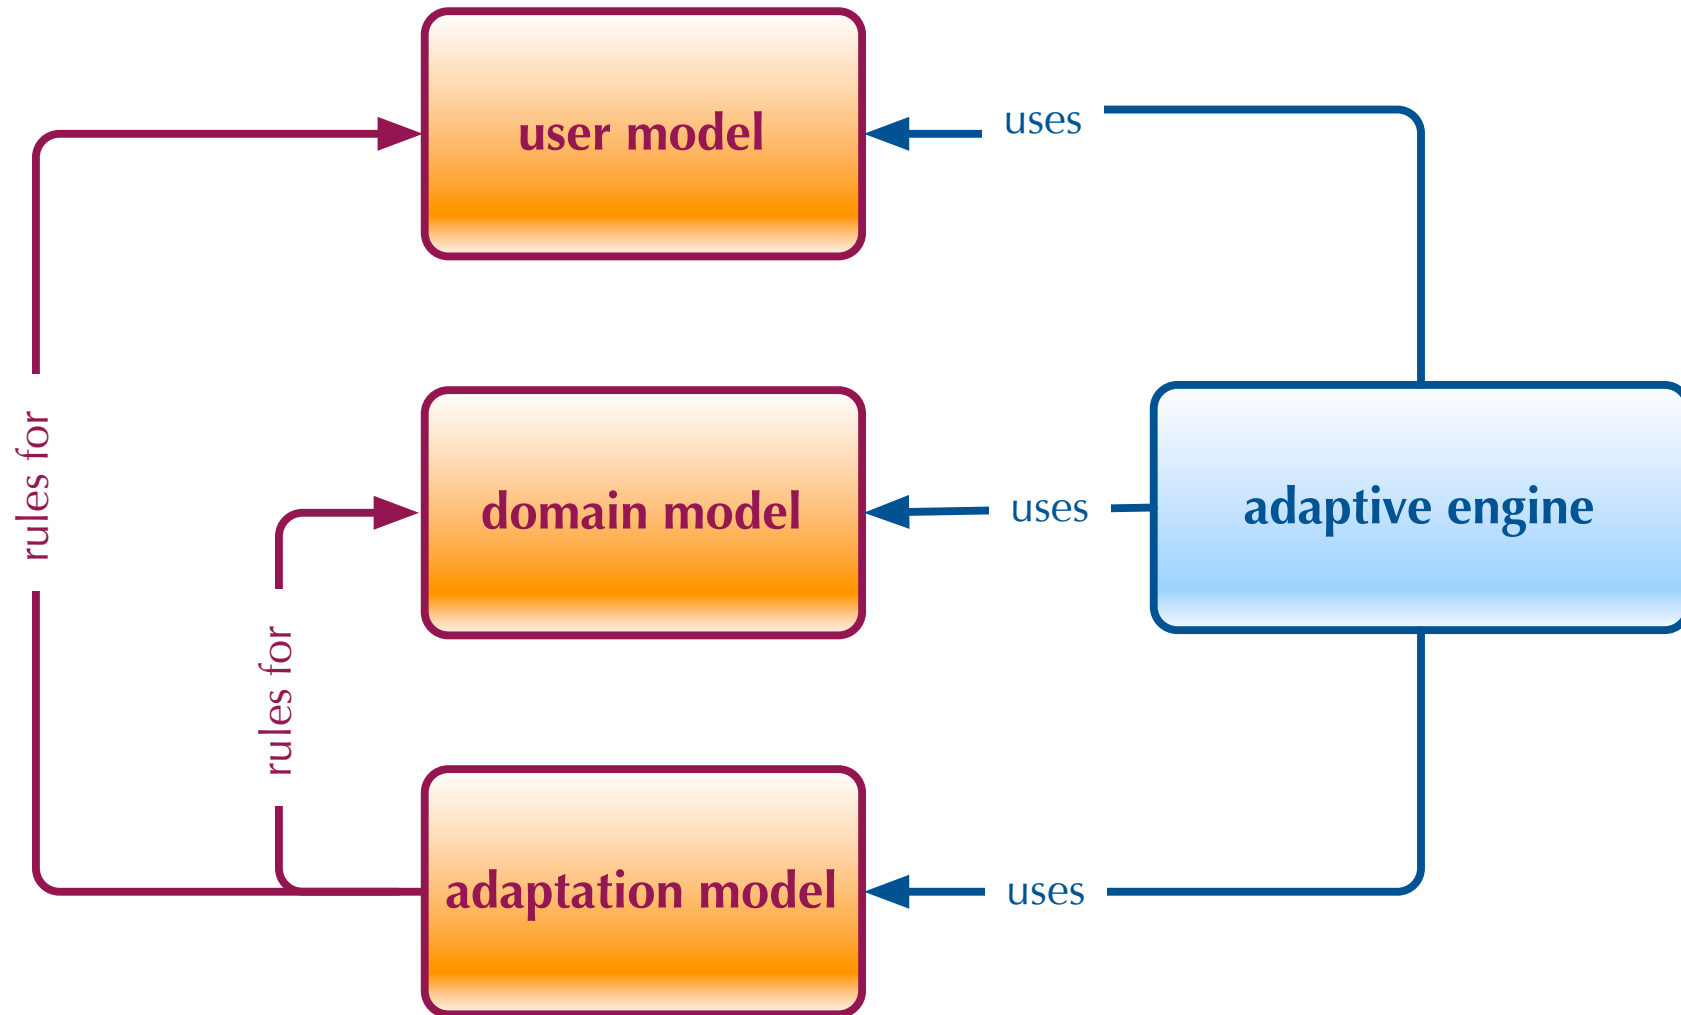 user model
uses
rules for
domain model
uses
adaptive engine
rules for
adaptation model
uses